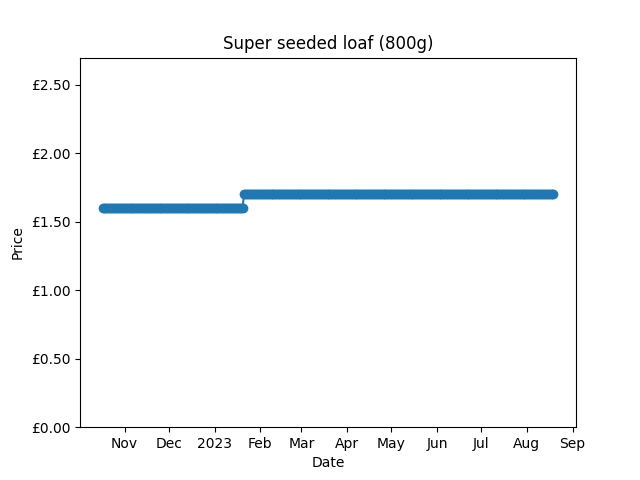 Super seeded loaf (800g)
£2.50
£2.00
£1.50
£1.00
£0.50
£0.00
Price
Nov Dec 2023 Feb Mar Apr May Jun Jul Aug Sep
Date